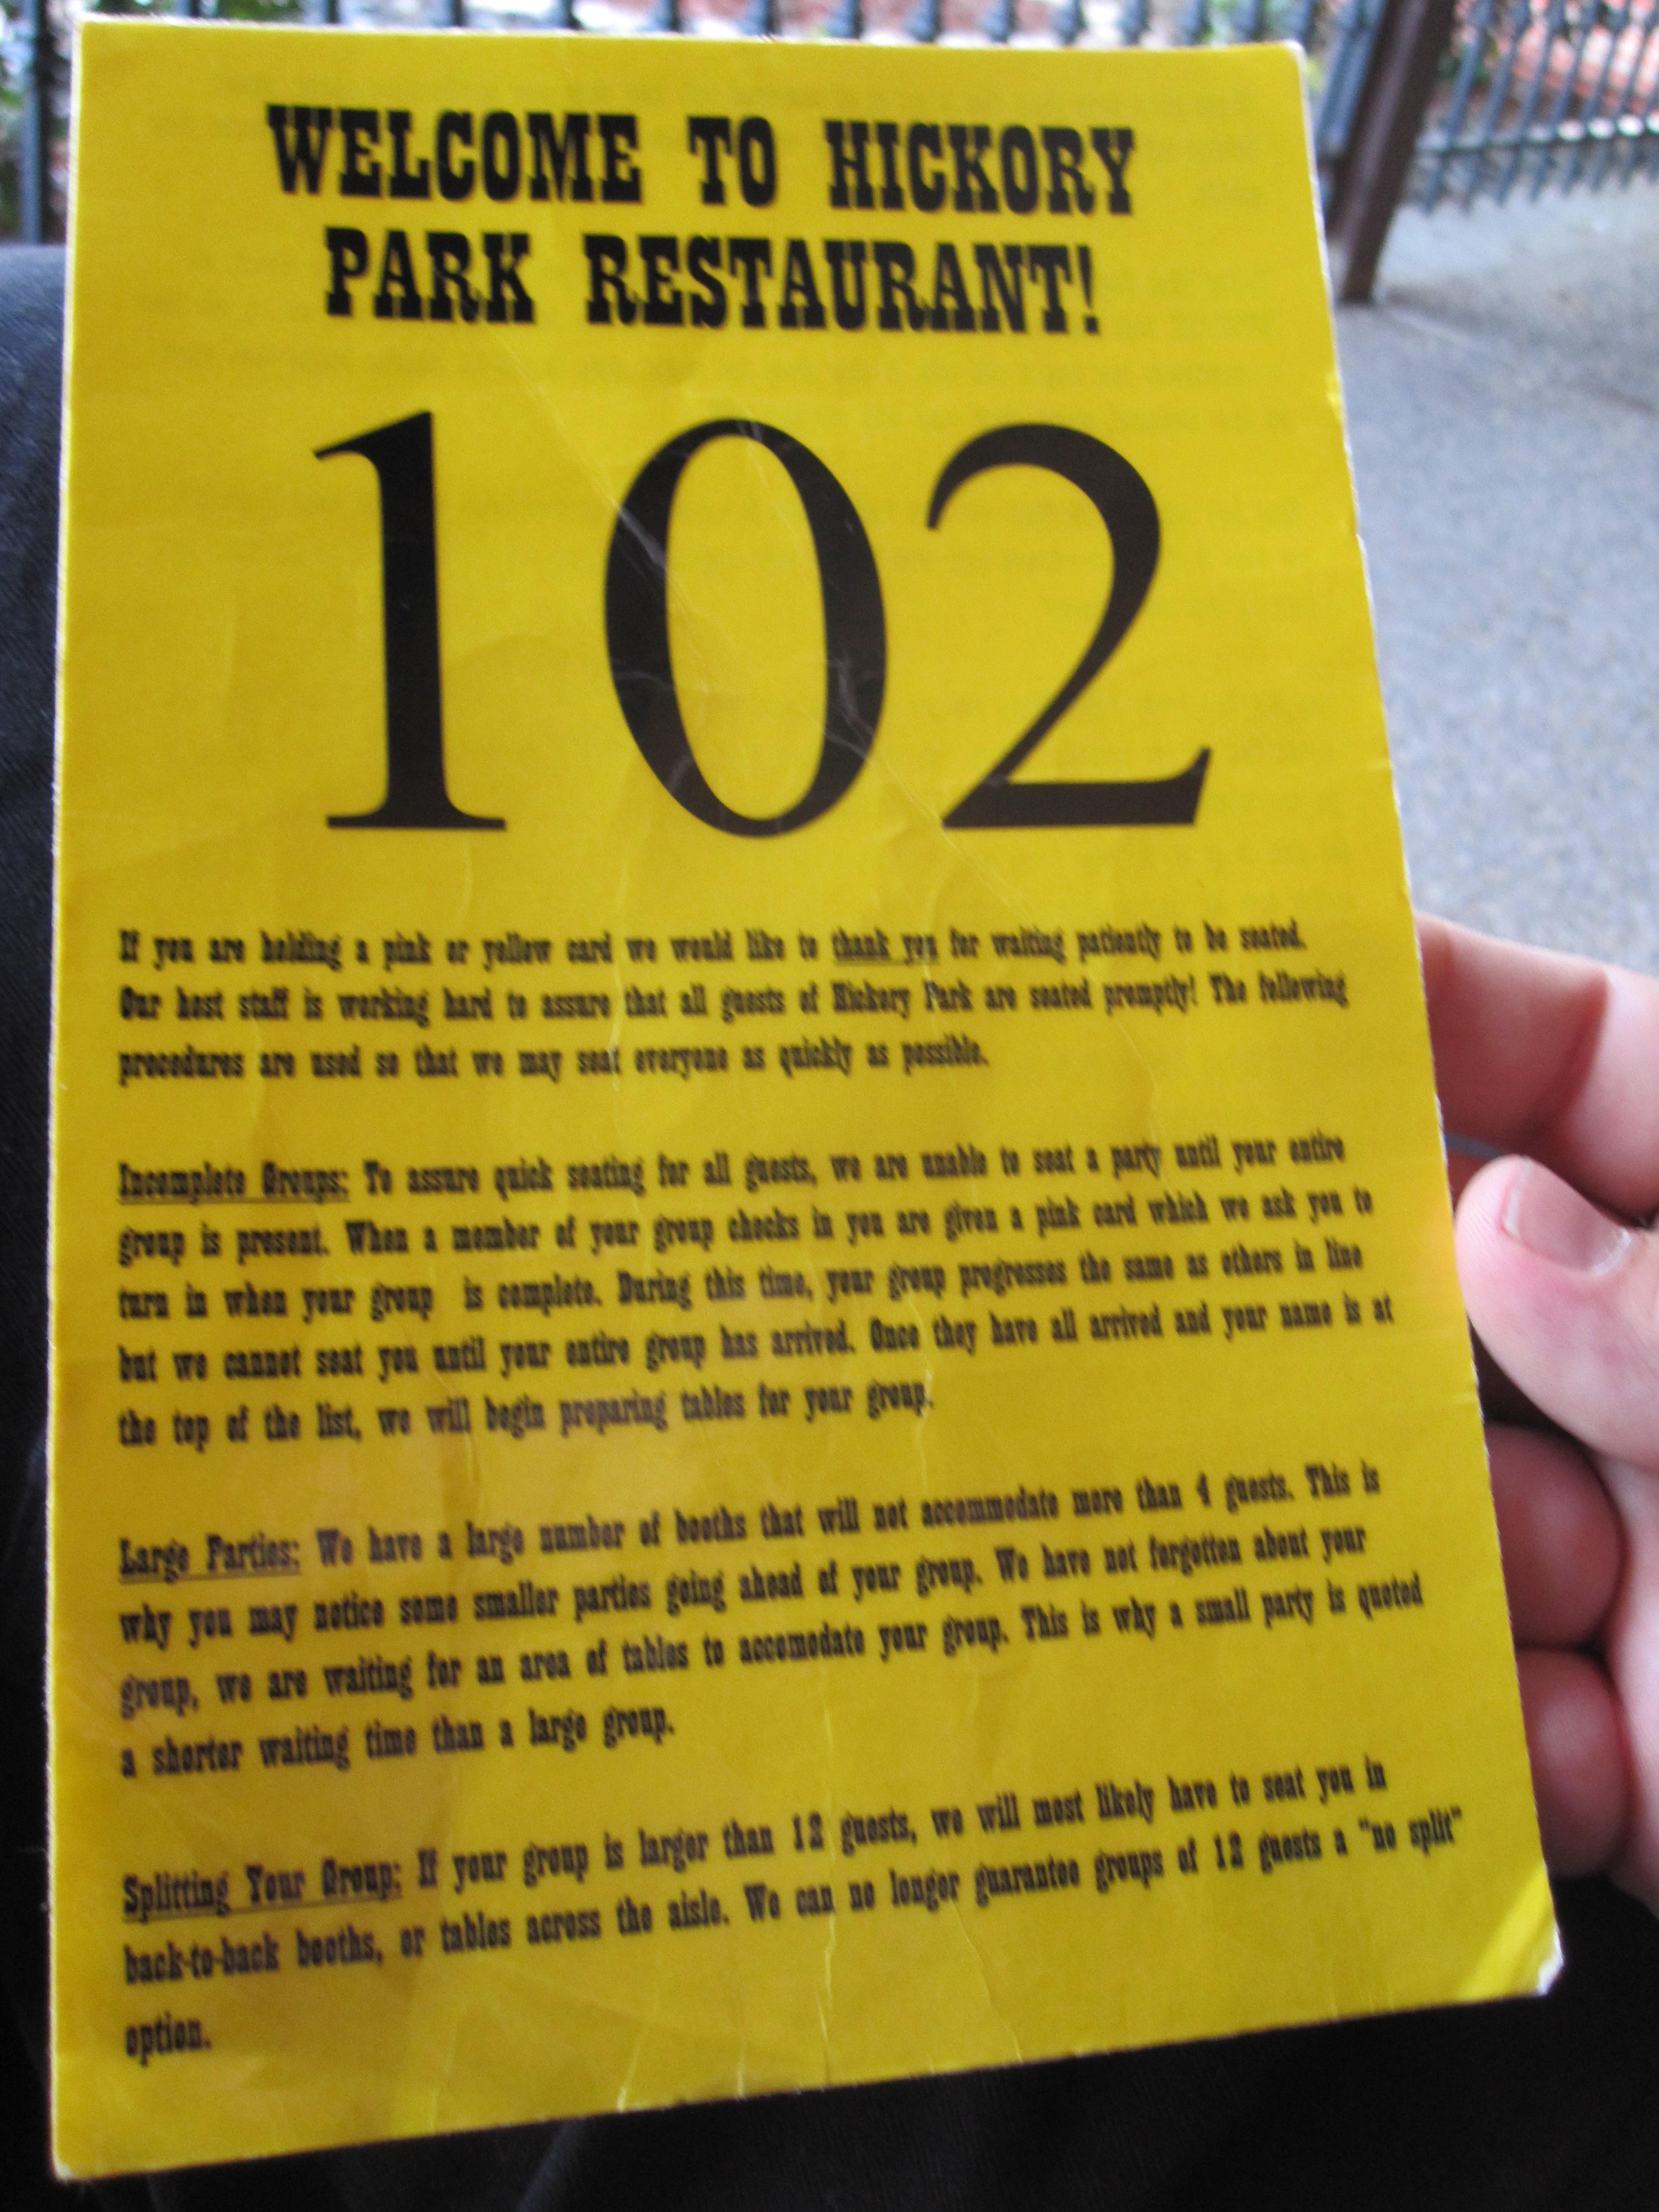 WELCOME TO HICKORY
PARK RESTAURANT!
102
If you are holding a pink or yellow card we would like to thank you for waiting patiently to be seated.
Our host staff is working hard to assure that all guests of Hickory Park are seated promptly! The following
procedures are used so that we may seat everyone as quickly as possible.
Incomplete Groups: To assure quick seating for all guests, we are unable to seat a party until your entire
group is present. When a member of your group checks in you are given a pink card which we ask you to
turn in when your group is complete. During this time, your group progresses the same as others in line
but we cannot seat you until your entire group has arrived. Once they have all arrived and your name is at
the top of the list, we will begin preparing tables for your group.
Large Parties: We have a large number of booths that will not accommodate more than 4 guests. This is
why you may notice some smaller parties going ahead of your group. We have not forgotten about your
group, we are waiting for an area of tables to accomodate your group. This is why a small party is quoted
a shorter waiting time than a large group.
Splitting Your Group: If your group is larger than 12 guests, we will most likely have to seat you in
back-to-back booths, or tables across the aisle. We can no longer guarantee groups of 12 guests a "no split"
option.